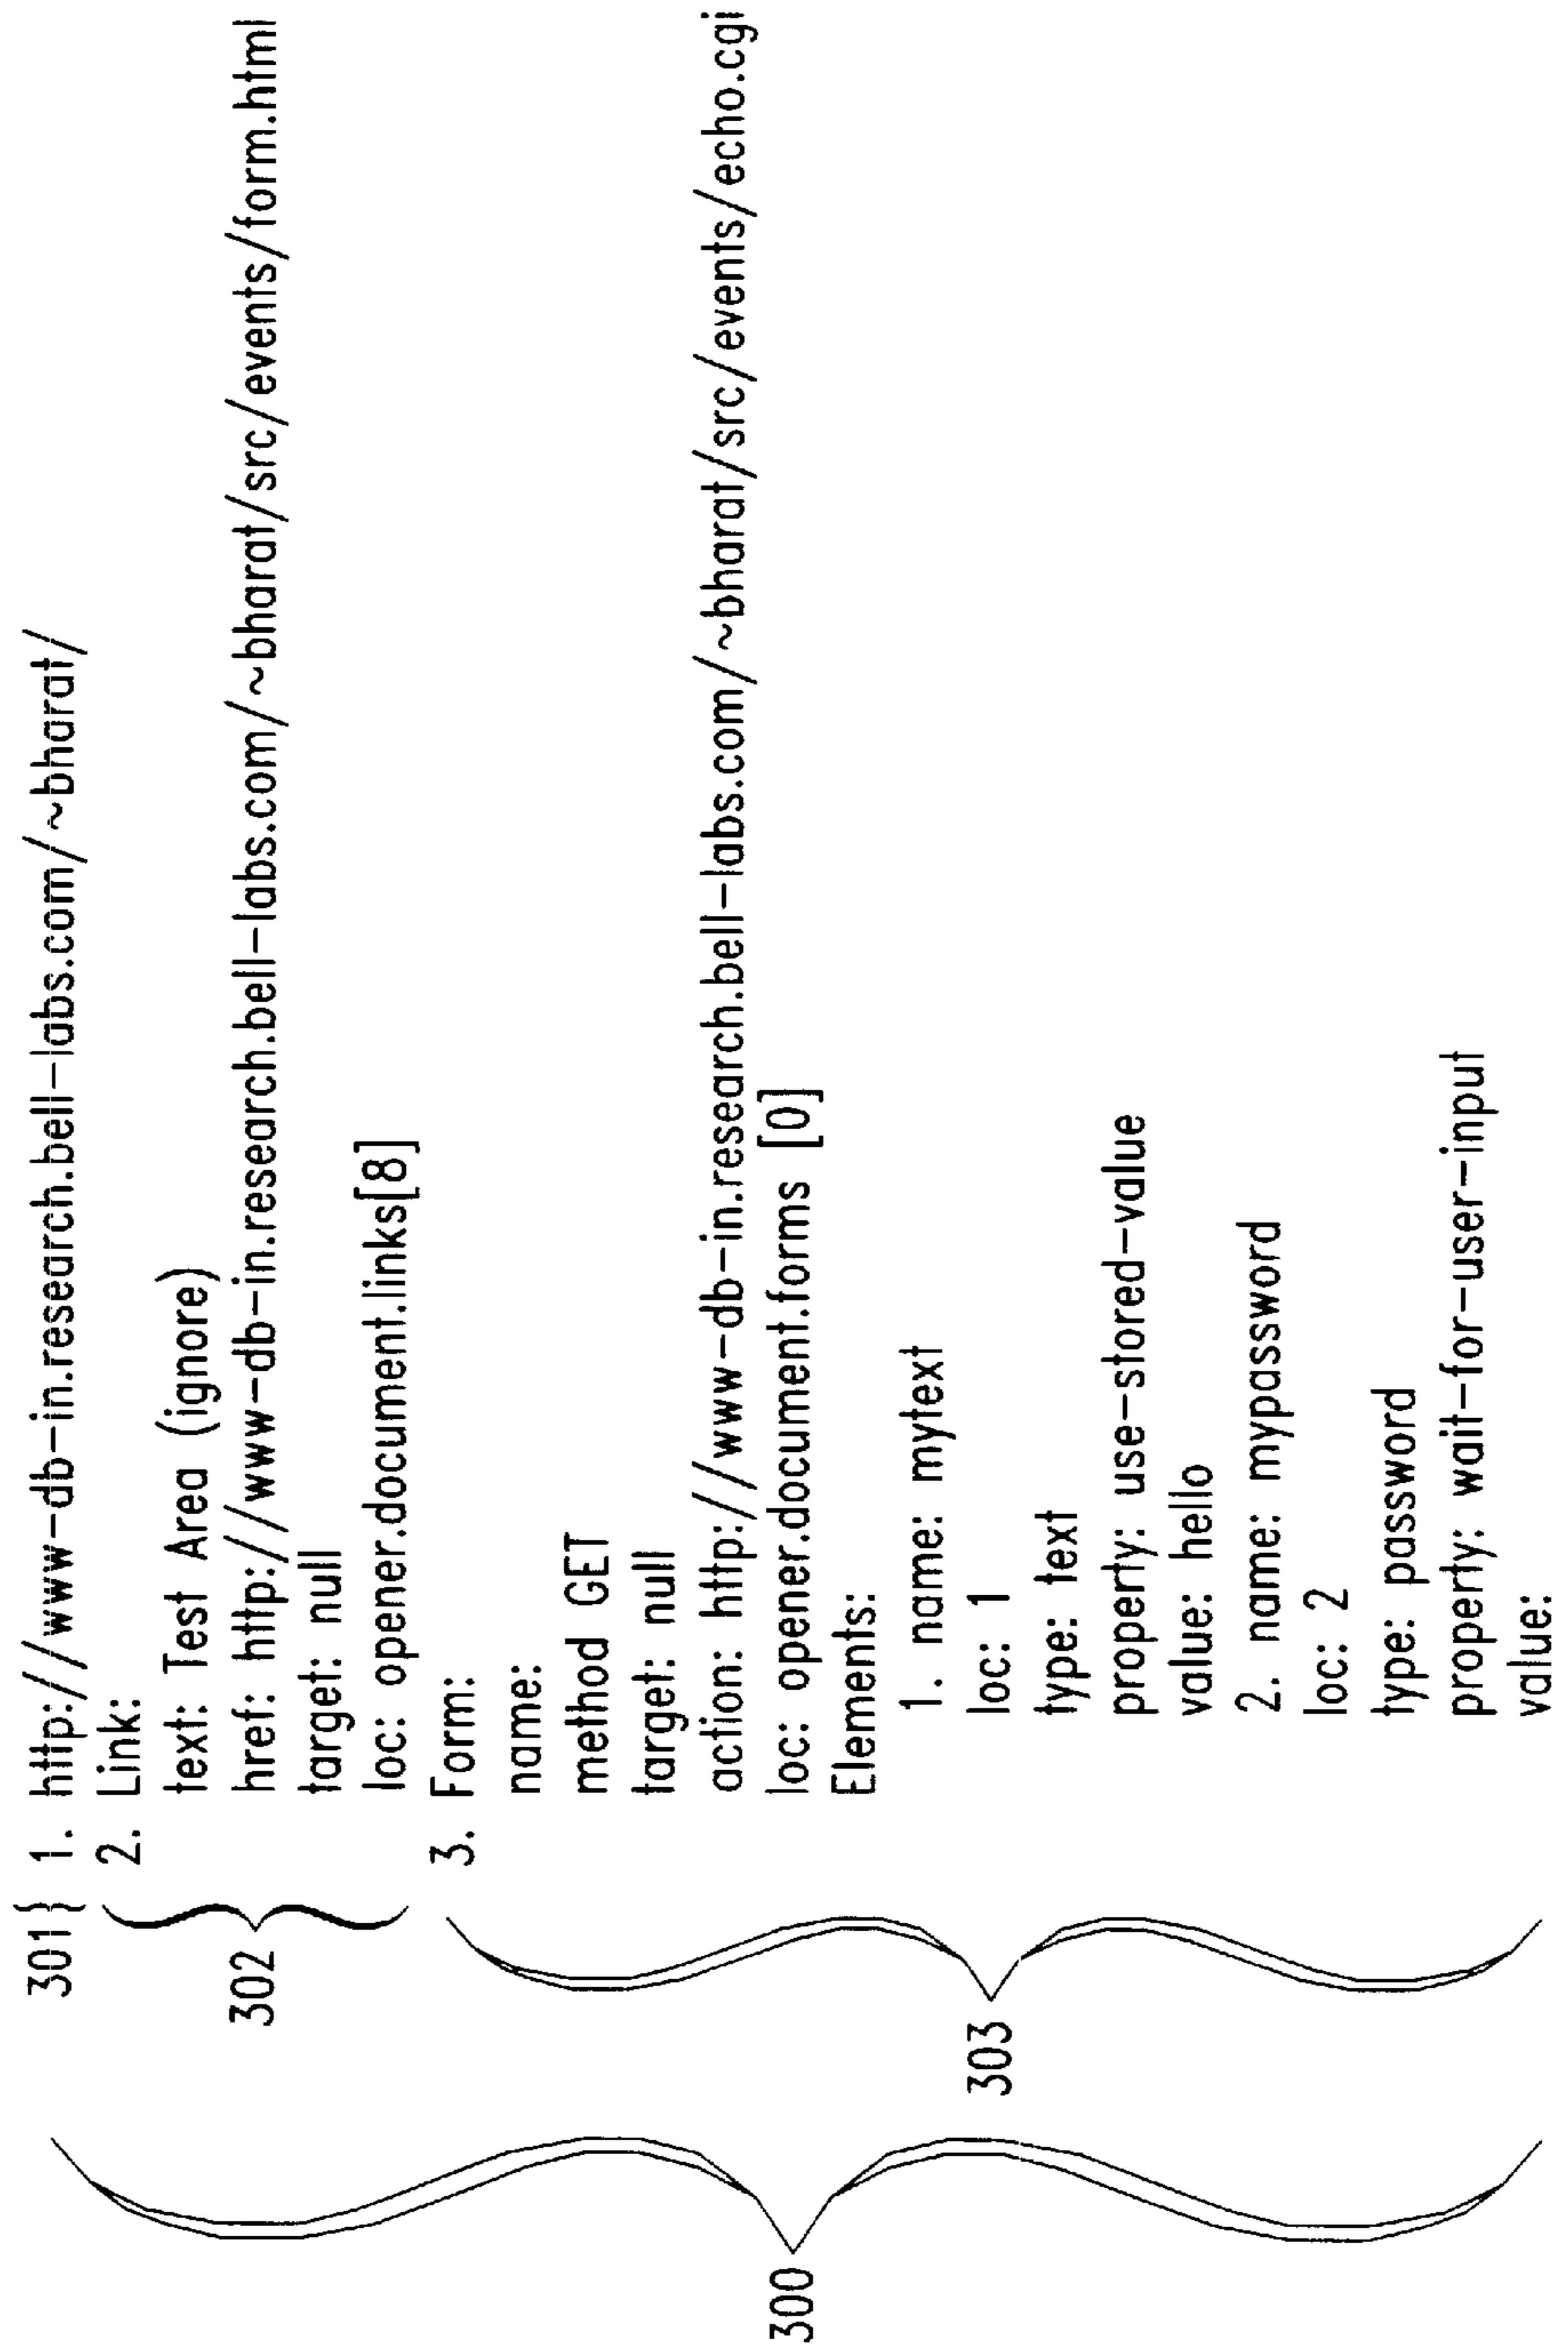 301 1. http://www-db-in.research.bell-labs.com/~bharat/
2. Link:
text: Test Area (ignore)
302
href: http://www-db-in.research.bell-labs.com/~bharat/src/events/form.html
target: null
loc: opener.document.links[8]
3. Form:
name:
method GET
target: null
action: http://www-db-in.research.bell-labs.com/~bharat/src/events/echo.cgi
300
loc: opener.document.forms [0]
Elements:
1. name: mytext
303
loc: 1
type: text
property: use-stored-value
value: hello
2. name: mypassword
loc: 2
type: password
property: wait-for-user-input
value: